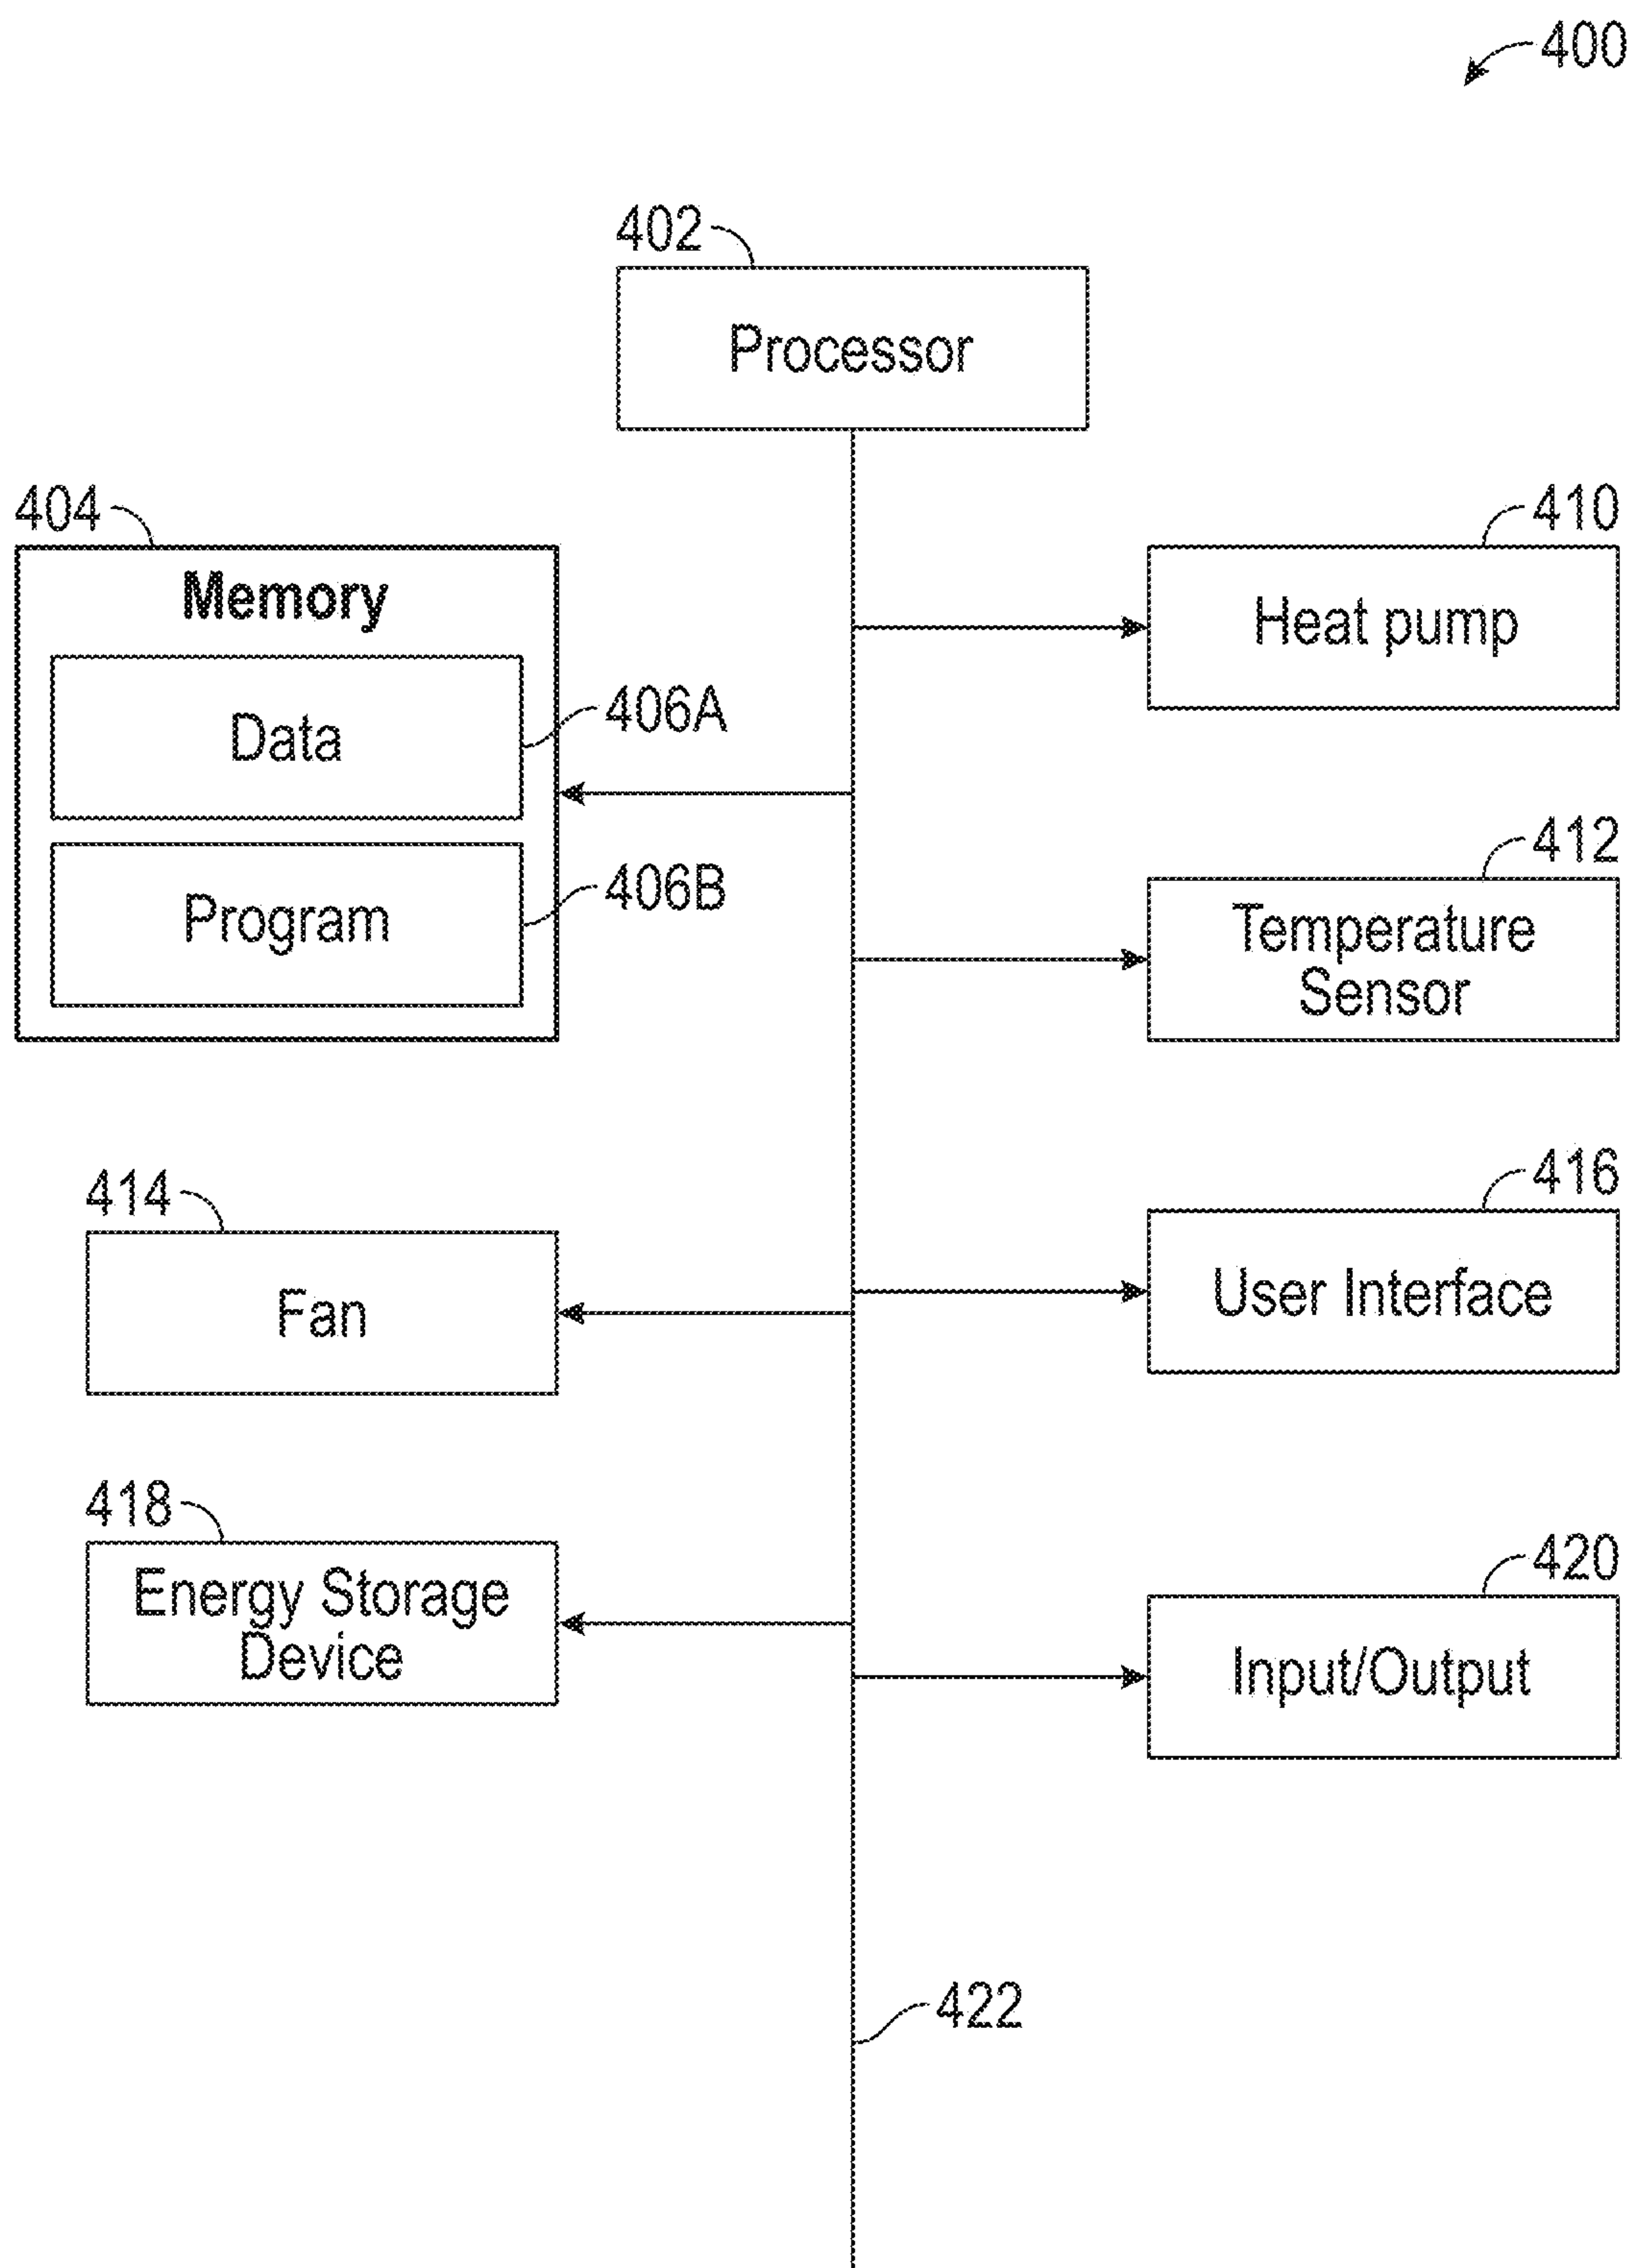 400
402
Processor
404
Memory
410
Heat pump
Data
406A
Program
406B
412
Temperature
Sensor
414
Fan
416
User Interface
418
Energy Storage
Device
420
Input/Output
422